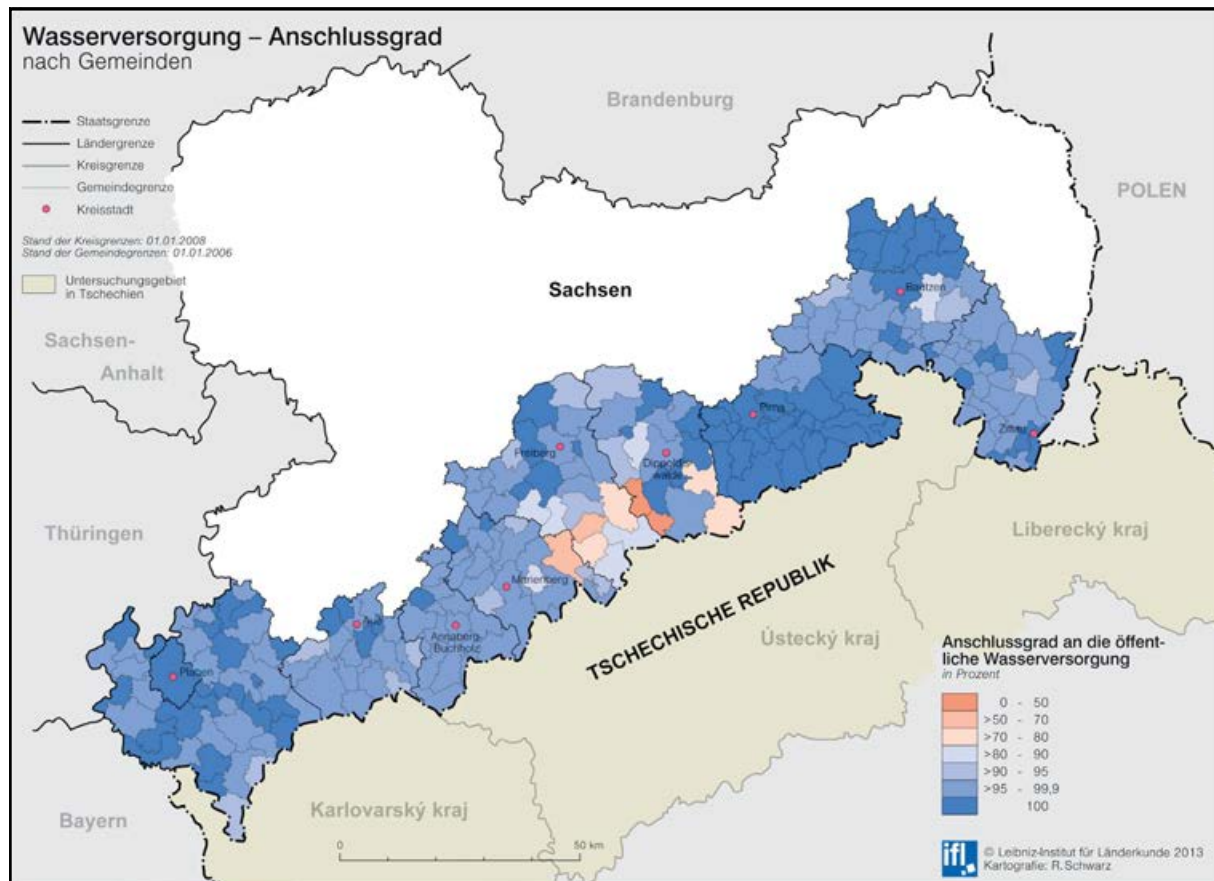 Wasserversorgung – Anschlussgrad
nach Gemeinden
Staatsgrenze
Ländergrenze
Kreisgrenze
Gemeindegrenze
Kreisstadt
Stand der Kreisgrenzen: 01.01.2008
Stand der Gemeindegrenzen: 01.01.2006
Untersuchungsgebiet
in Tschechien
Brandenburg
POLEN
Sachsen
Sachsen-
Anhalt
Thüringen
Bayern
Bautzen
Pirna
Zittau
Freiberg
Dippoldis-
walde
Marienberg
Aue
Annaberg-
Buchholz
Plauen
TSCHECHISCHE REPUBLIK
Liberecký kraj
Ústecký kraj
Karlovarský kraj
Anschlussgrad an die öffent-
liche Wasserversorgung
in Prozent
0 - 50
>50 - 70
>70 - 80
>80 - 90
>90 - 95
>95 - 99,9
100
0 50 km
ifl
© Leibniz-Institut für Länderkunde 2013
Kartografie: R. Schwarz